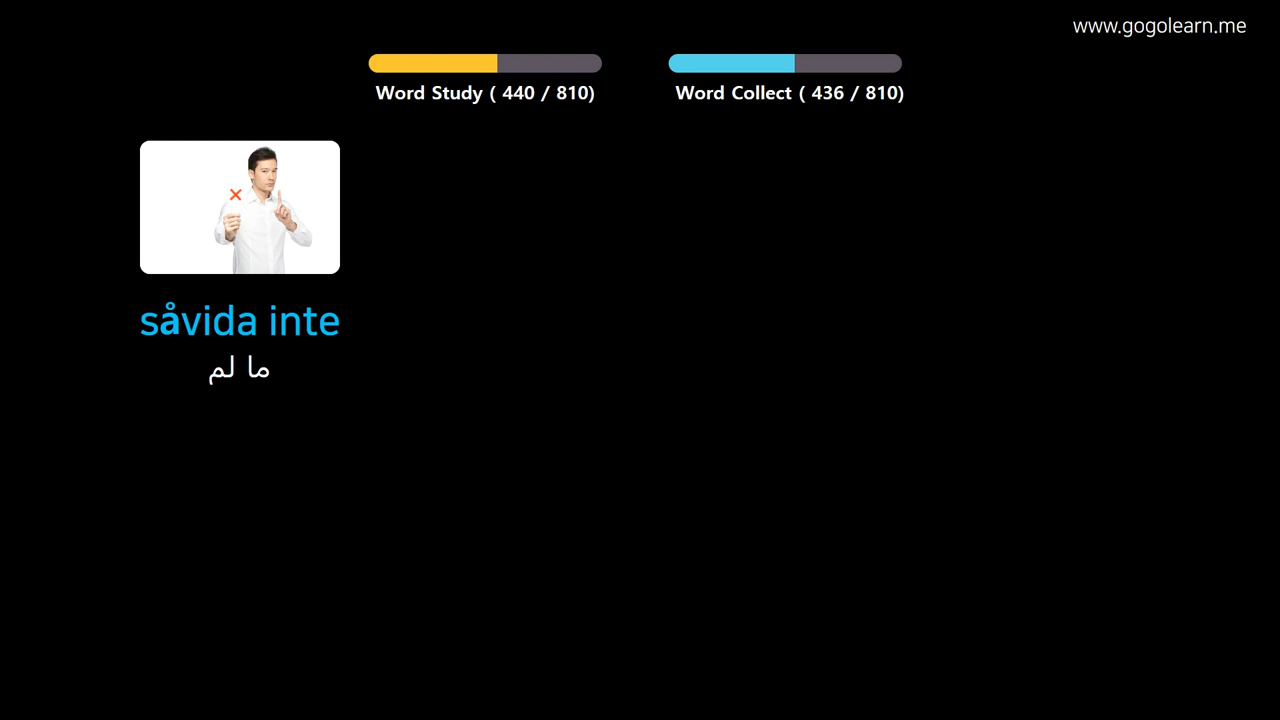 www.gogolearn.me
Word Study ( 440 / 810)
Word Collect ( 436 / 810)
såvida inte
ما لم